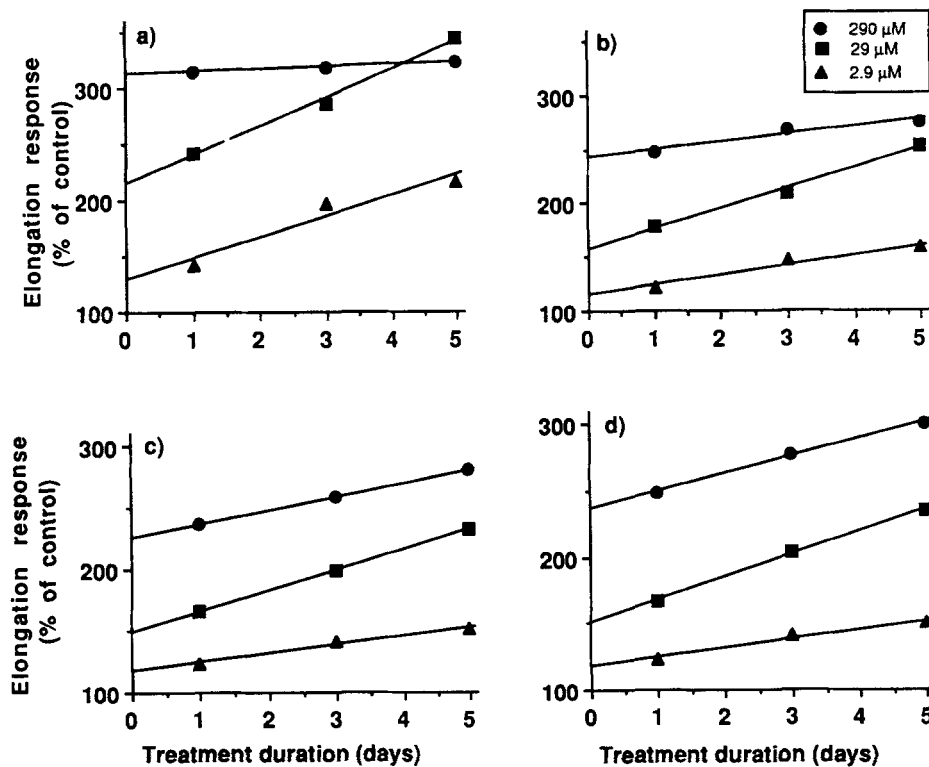 a)
Elongation response
(% of control)
300
200
100
0 1 2 3 4 5
b)
290 μM
29 μM
2.9 μM
300
200
100
0 1 2 3 4 5
c)
Elongation response
(% of control)
300
200
100
0 1 2 3 4 5
Treatment duration (days)
d)
300
200
100
0 1 2 3 4 5
Treatment duration (days)